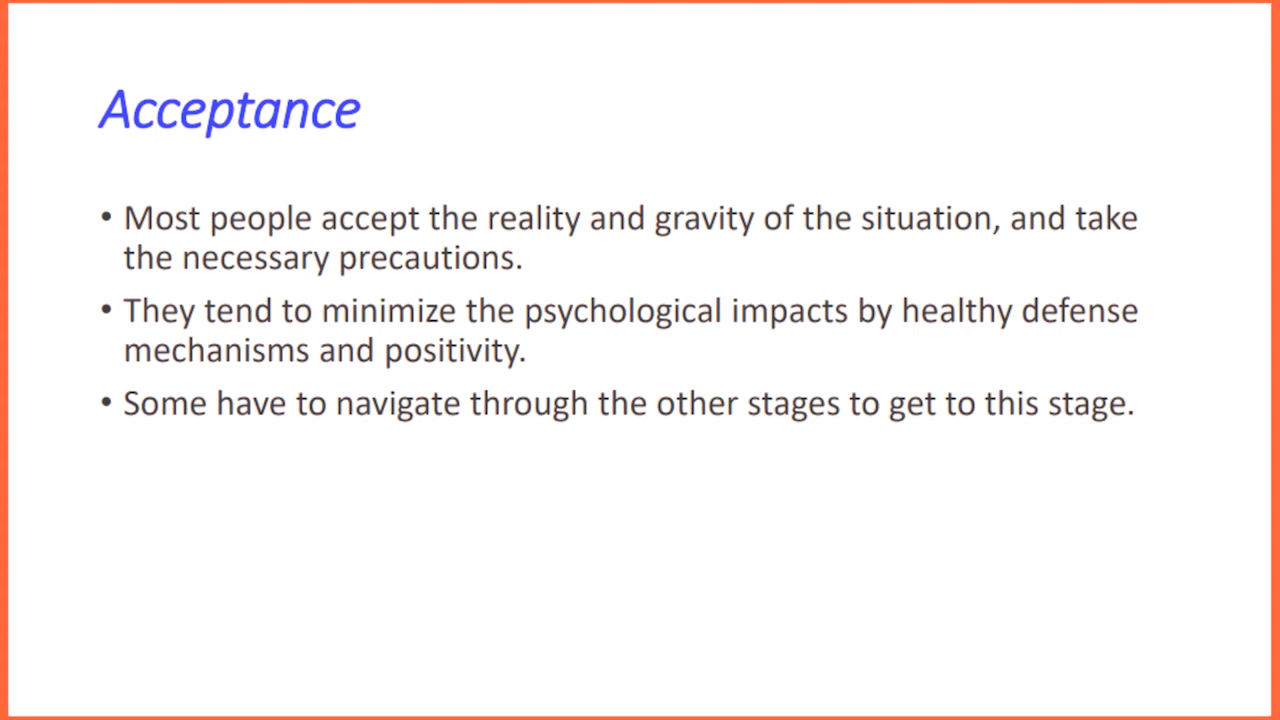 Acceptance
• Most people accept the reality and gravity of the situation, and take
the necessary precautions.
• They tend to minimize the psychological impacts by healthy defense
mechanisms and positivity.
• Some have to navigate through the other stages to get to this stage.